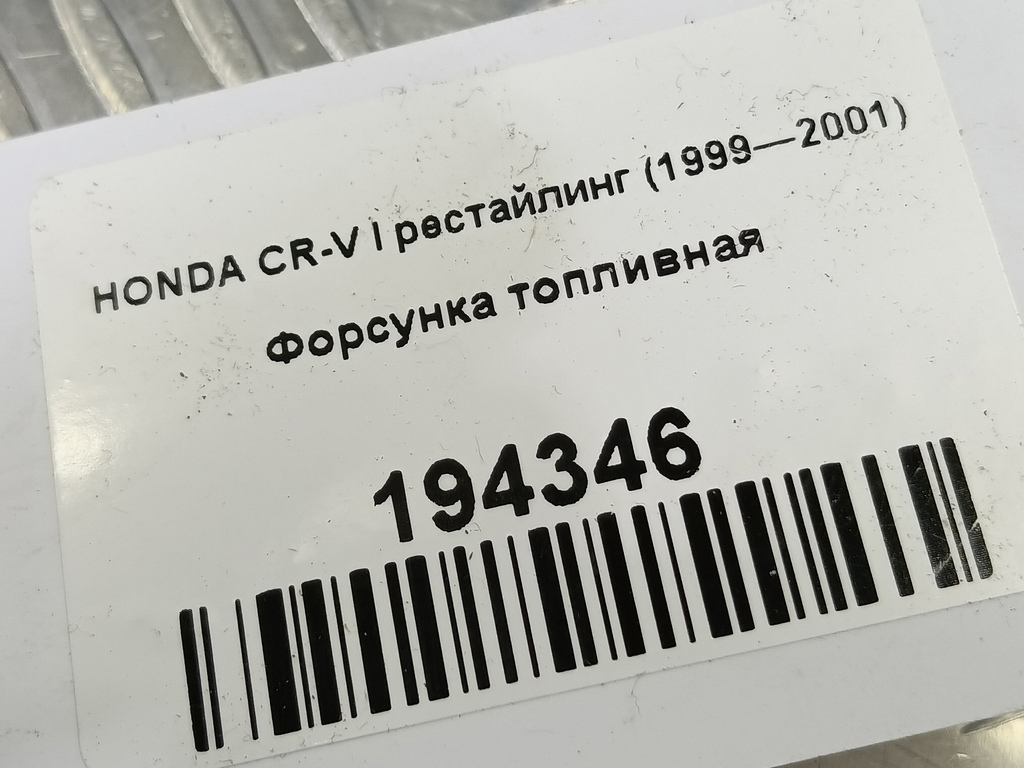 HONDA CR-V I рестайлинг (1999—2001)
Форсунка топливная
194346